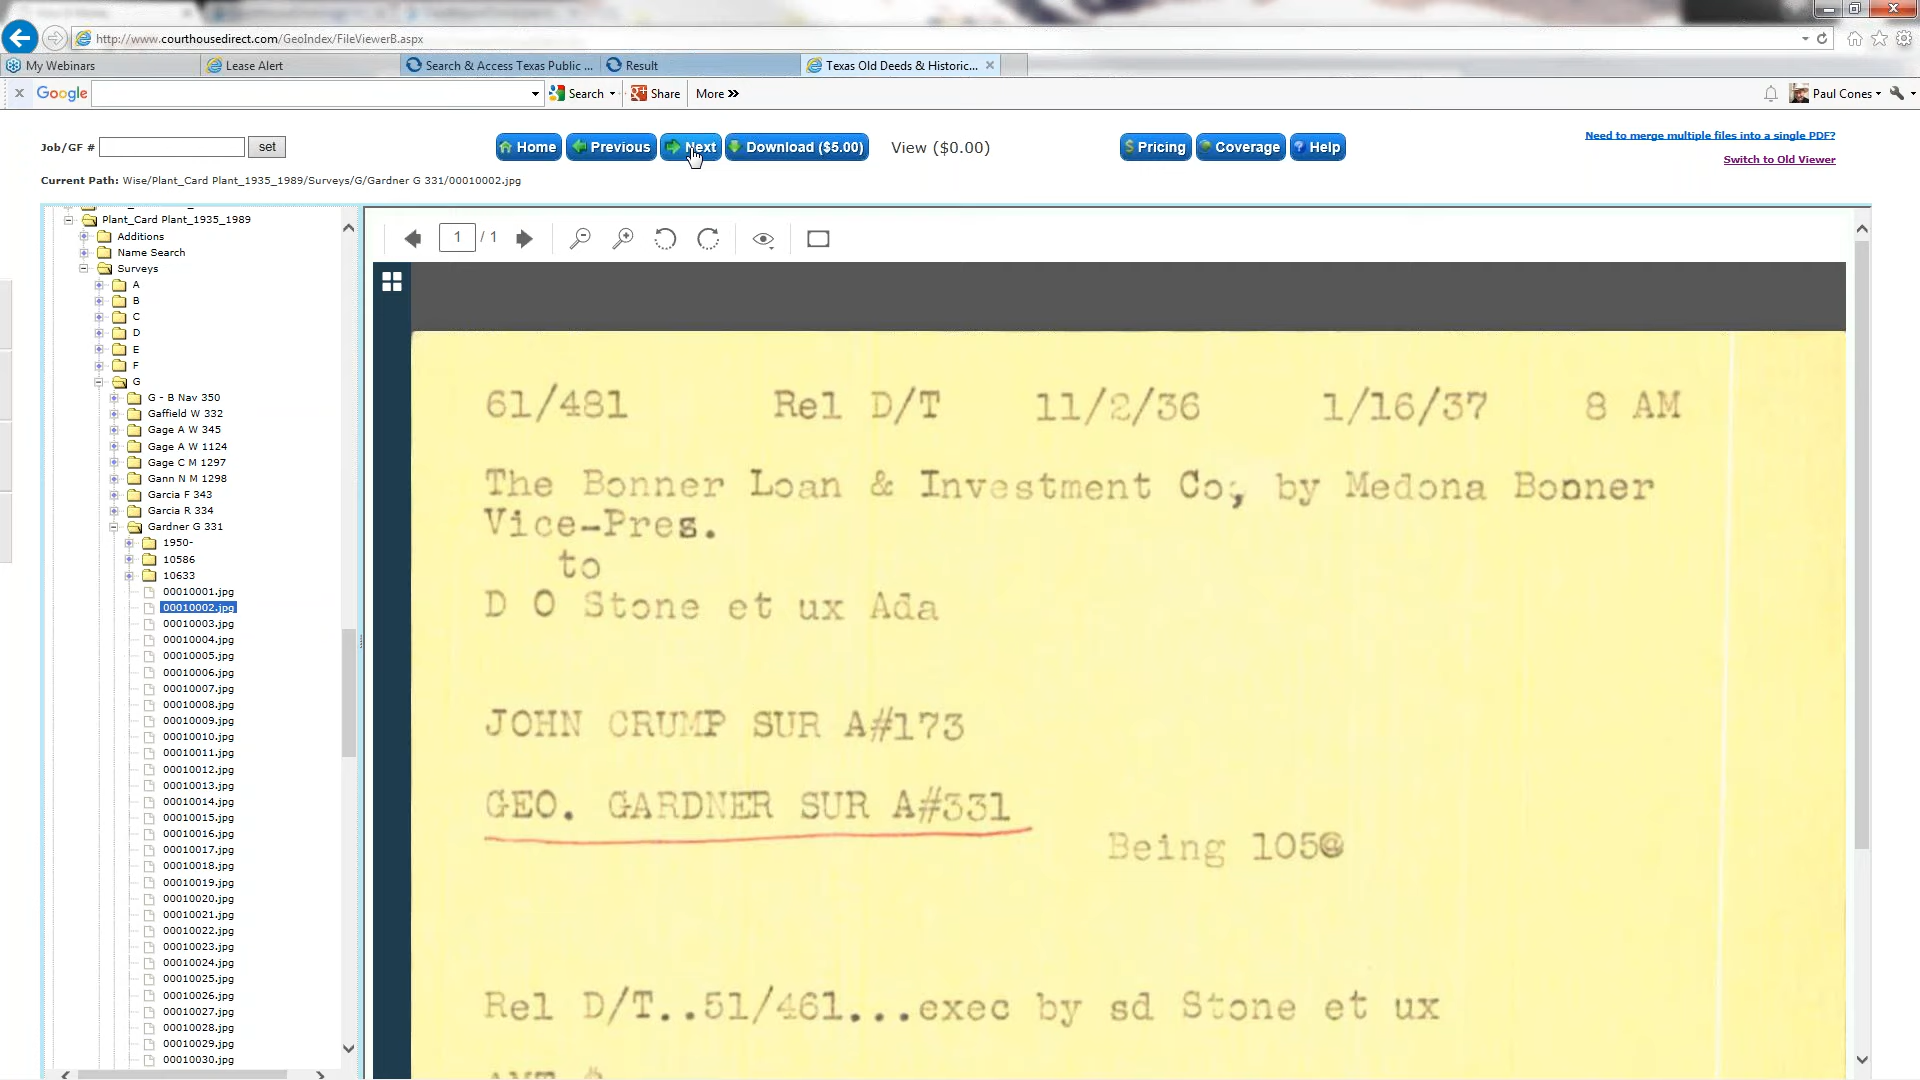 http://www.courthousedirect.com/GeoIndex/FileViewerB.aspx
My Webinars
Lease Alert
Search & Access Texas Public ...
Result
Texas Old Deeds & Historic...
Google
Search
Share
More »
Paul Cones
Job/GF #
set
Home
Previous
Next
Download ($5.00)
View ($0.00)
Pricing
Coverage
Help
Need to merge multiple files into a single PDF?
Switch to Old Viewer
Current Path: Wise/Plant_Card Plant_1935_1989/Surveys/G/Gardner G 331/00010002.jpg
Plant_Card Plant_1935_1989
Additions
Name Search
Surveys
A
B
C
D
E
F
G
G - B Nav 350
Gaffield W 332
Gage A W 345
Gage A W 1124
Gage C M 1297
Gann N M 1298
Garcia F 343
Garcia R 334
Gardner G 331
1950-
10586
10633
00010001.jpg
00010002.jpg
00010003.jpg
00010004.jpg
00010005.jpg
00010006.jpg
00010007.jpg
00010008.jpg
00010009.jpg
00010010.jpg
00010011.jpg
00010012.jpg
00010013.jpg
00010014.jpg
00010015.jpg
00010016.jpg
00010017.jpg
00010018.jpg
00010019.jpg
00010020.jpg
00010021.jpg
00010022.jpg
00010023.jpg
00010024.jpg
00010025.jpg
00010026.jpg
00010027.jpg
00010028.jpg
00010029.jpg
00010030.jpg
1 / 1
61/481 Rel D/T 11/2/36 1/16/37 8 AM
The Bonner Loan & Investment Co, by Medona Bonner
Vice-Pres.
to
D O Stone et ux Ada
JOHN CRUMP SUR A#173
GEO. GARDNER SUR A#331
Being 105@
Rel D/T..51/461...exec by sd Stone et ux